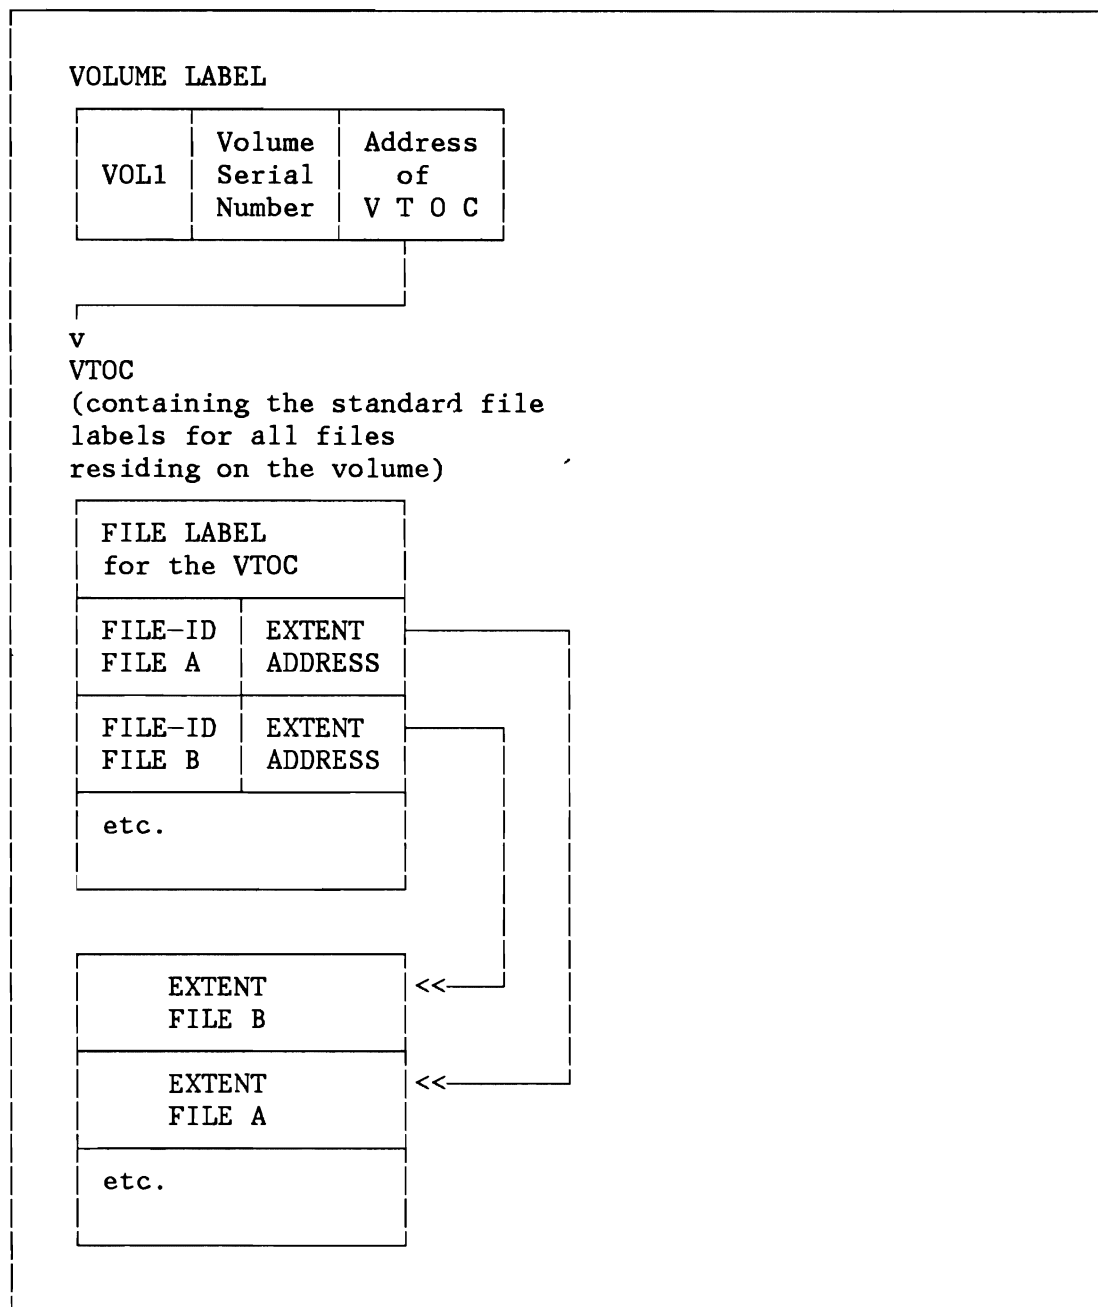 VOLUME LABEL
VOL1
Volume
Serial
Number
Address
of
V T O C
v
VTOC
(containing the standard file
labels for all files
residing on the volume)
FILE LABEL
for the VTOC
FILE-ID
FILE A
EXTENT
ADDRESS
FILE-ID
FILE B
EXTENT
ADDRESS
etc.
EXTENT
FILE B
<<
EXTENT
FILE A
<<
etc.